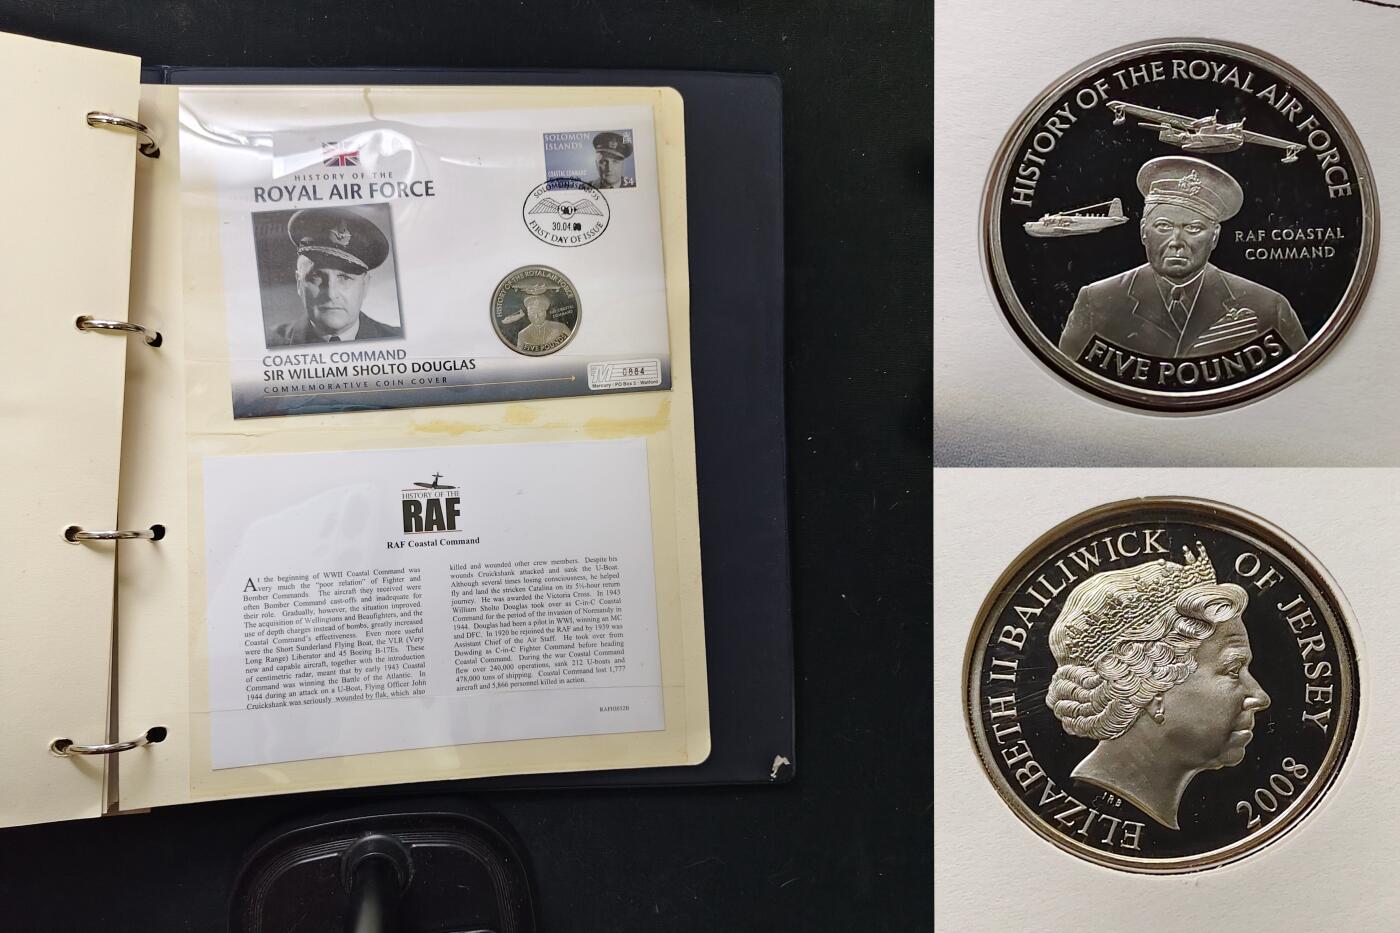 HISTORY OF THE
ROYAL AIR FORCE
COASTAL COMMAND
SIR WILLIAM SHOLTO DOUGLAS
COMMEMORATIVE COIN COVER
SOLOMON
ISLANDS
COASTAL COMMAND
$4
SOLOMON ISLANDS
90
30.04.
FIRST DAY OF ISSUE
HISTORY OF THE ROYAL AIR FORCE
RAF COASTAL
COMMAND
FIVE POUNDS
M 0884
Mercury · PO Box 3 · Watford
HISTORY OF THE
RAF
RAF Coastal Command
At the beginning of WWII Coastal Command was
very much the "poor relation" of Fighter and
Bomber Commands. The aircraft they received were
often Bomber Command cast-offs and inadequate for
their role. Gradually, however, the situation improved.
The acquisition of Wellingtons and Beaufighters, and the
use of depth charges instead of bombs, greatly increased
Coastal Command's effectiveness. Even more useful
were the Short Sunderland Flying Boat, the VLR (Very
Long Range) Liberator and 45 Boeing B-17Es. These
new and capable aircraft, together with the introduction
of centimetric radar, meant that by early 1943 Coastal
Command was winning the Battle of the Atlantic. In
1944 during an attack on a U-Boat, Flying Officer John
Cruickshank was seriously wounded by flak, which also
killed and wounded other crew members. Despite his
wounds Cruickshank attacked and sank the U-Boat.
Although several times losing consciousness, he helped
fly and land the stricken Catalina on its 5½-hour return
journey. He was awarded the Victoria Cross. In 1943
William Sholto Douglas took over as C-in-C Coastal
Command for the period of the invasion of Normandy in
1944. Douglas had been a pilot in WWI, winning an MC
and DFC. In 1920 he rejoined the RAF and by 1939 was
Assistant Chief of the Air Staff. He took over from
Dowding as C-in-C Fighter Command before heading
Coastal Command. During the war Coastal Command
flew over 240,000 operations, sank 212 U-boats and
478,000 tons of shipping. Coastal Command lost 1,777
aircraft and 5,866 personnel killed in action.
HISTORY OF THE ROYAL AIR FORCE
RAF COASTAL
COMMAND
FIVE POUNDS
ELIZABETH II BAILIWICK OF JERSEY
2008
IRB